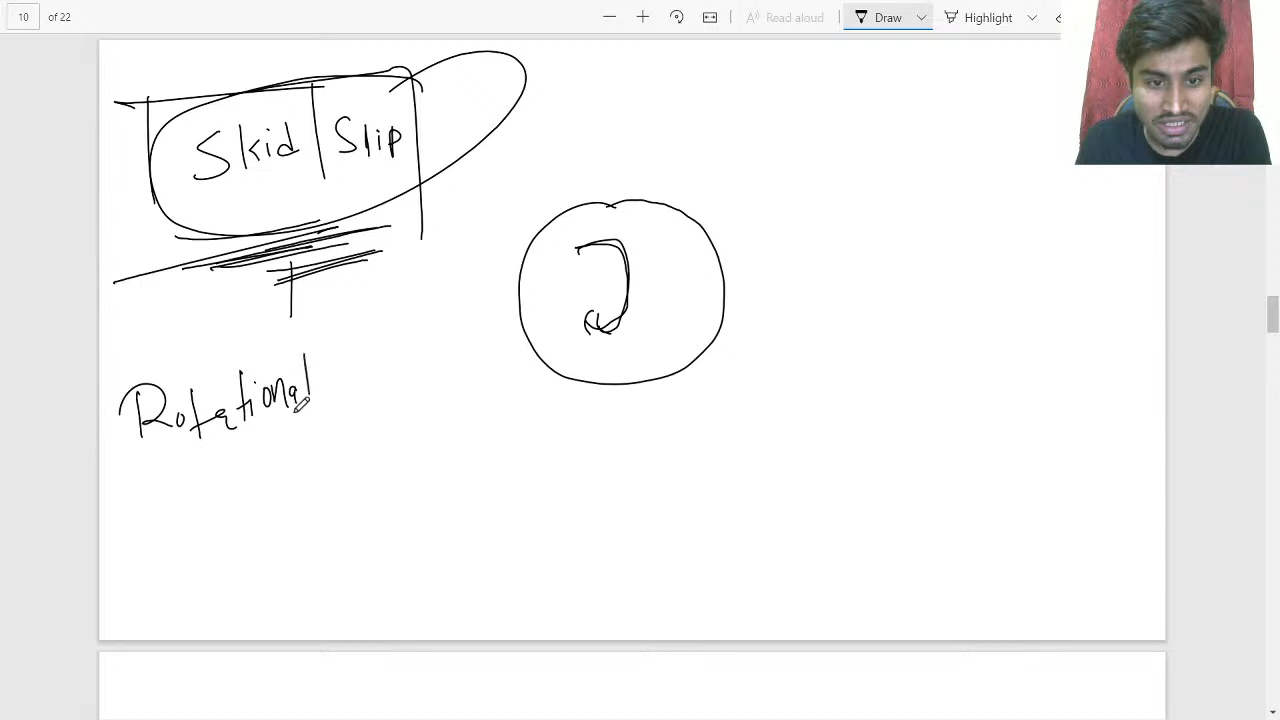 10 of 22
Read aloud
Draw
Highlight
Skid Slip
Rotational